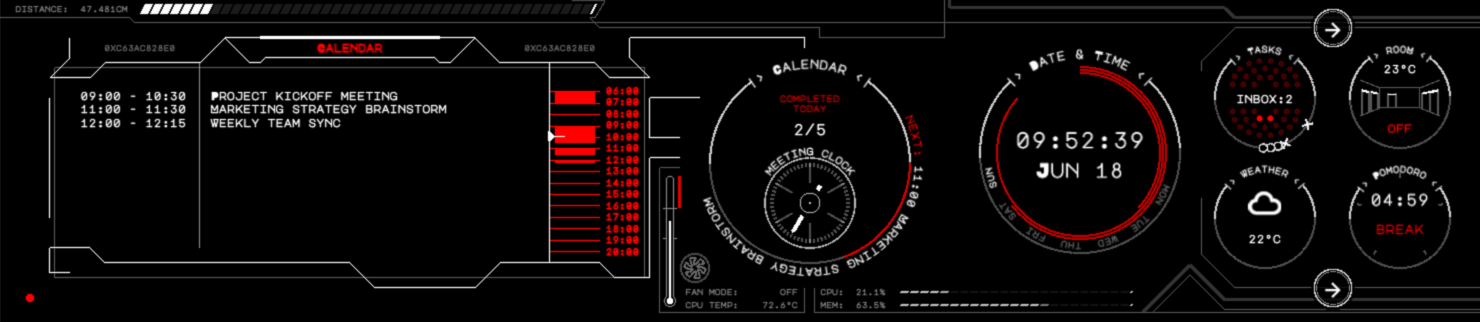 DISTANCE: 47.481CM
0XC63AC828E0
CALENDAR
0XC63AC828E0
09:00 - 10:30 PROJECT KICKOFF MEETING
11:00 - 11:30 MARKETING STRATEGY BRAINSTORM
12:00 - 12:15 WEEKLY TEAM SYNC
06:00
07:00
08:00
09:00
10:00
11:00
12:00
13:00
14:00
15:00
16:00
17:00
18:00
19:00
20:00
CALENDAR
COMPLETED
TODAY
2/5
MEETING CLOCK
NEXT: 11:00 MARKETING STRATEGY BRAINSTORM
FAN MODE: OFF
CPU TEMP: 72.6°C
CPU: 21.1%
MEM: 63.5%
DATE & TIME
09:52:39
JUN 18
MON TUE WED THU FRI SAT SUN
TASKS
INBOX:2
ROOM
23°C
OFF
WEATHER
22°C
POMODORO
04:59
BREAK